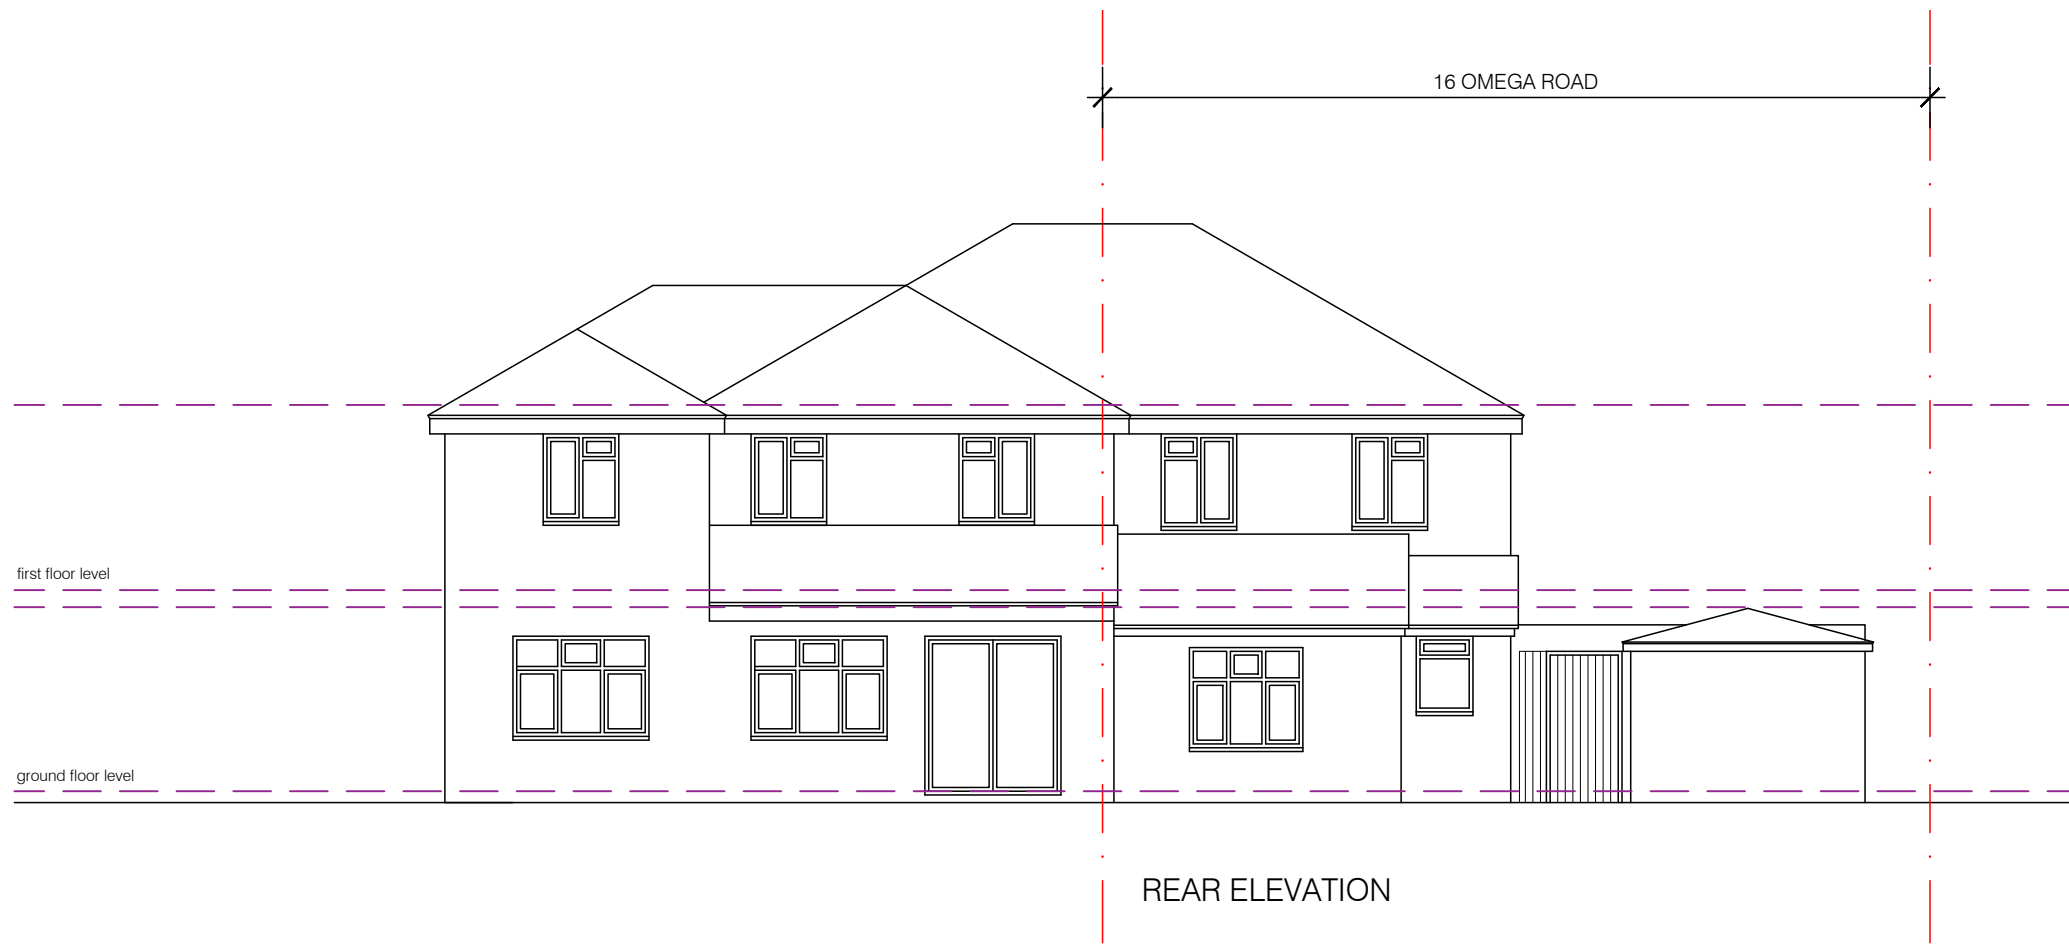 16 OMEGA ROAD
first floor level
ground floor level
REAR ELEVATION